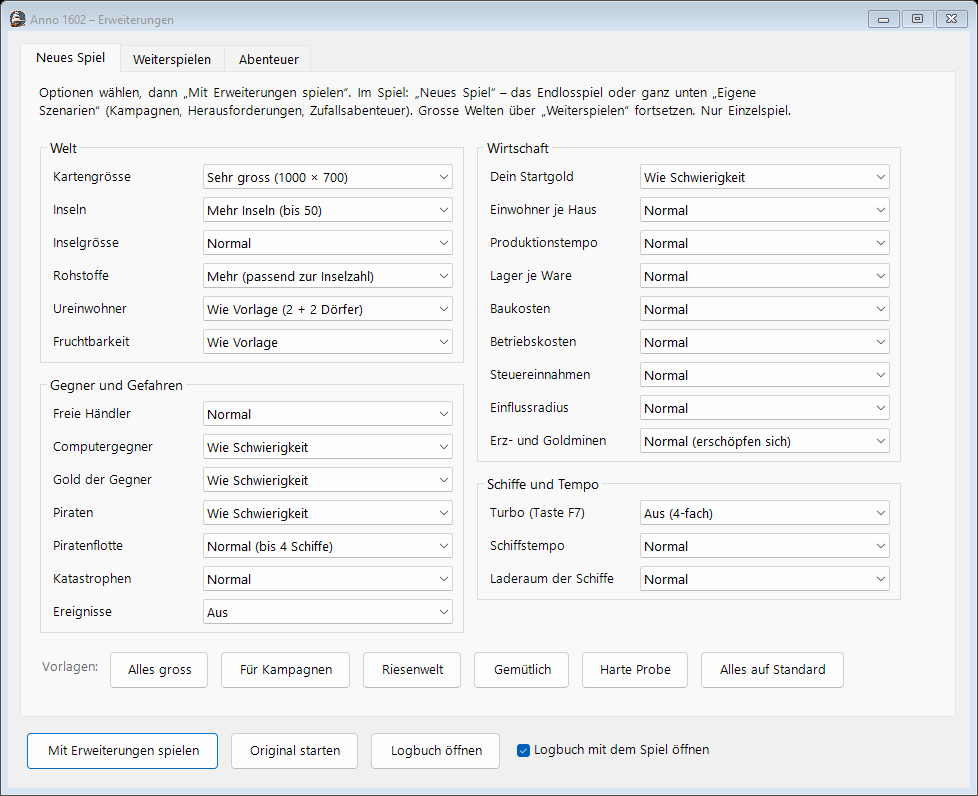 Anno 1602 – Erweiterungen
Neues Spiel
Weiterspielen
Abenteuer
Optionen wählen, dann „Mit Erweiterungen spielen“. Im Spiel: „Neues Spiel“ – das Endlosspiel oder ganz unten „Eigene
Szenarien“ (Kampagnen, Herausforderungen, Zufallsabenteuer). Grosse Welten über „Weiterspielen“ fortsetzen. Nur Einzelspiel.
Welt
Kartengrösse Sehr gross (1000 × 700)
Inseln Mehr Inseln (bis 50)
Inselgrösse Normal
Rohstoffe Mehr (passend zur Inselzahl)
Ureinwohner Wie Vorlage (2 + 2 Dörfer)
Fruchtbarkeit Wie Vorlage
Gegner und Gefahren
Freie Händler Normal
Computergegner Wie Schwierigkeit
Gold der Gegner Wie Schwierigkeit
Piraten Wie Schwierigkeit
Piratenflotte Normal (bis 4 Schiffe)
Katastrophen Normal
Ereignisse Aus
Wirtschaft
Dein Startgold Wie Schwierigkeit
Einwohner je Haus Normal
Produktionstempo Normal
Lager je Ware Normal
Baukosten Normal
Betriebskosten Normal
Steuereinnahmen Normal
Einflussradius Normal
Erz- und Goldminen Normal (erschöpfen sich)
Schiffe und Tempo
Turbo (Taste F7) Aus (4-fach)
Schiffstempo Normal
Laderaum der Schiffe Normal
Vorlagen: Alles gross Für Kampagnen Riesenwelt Gemütlich Harte Probe Alles auf Standard
Mit Erweiterungen spielen Original starten Logbuch öffnen Logbuch mit dem Spiel öffnen